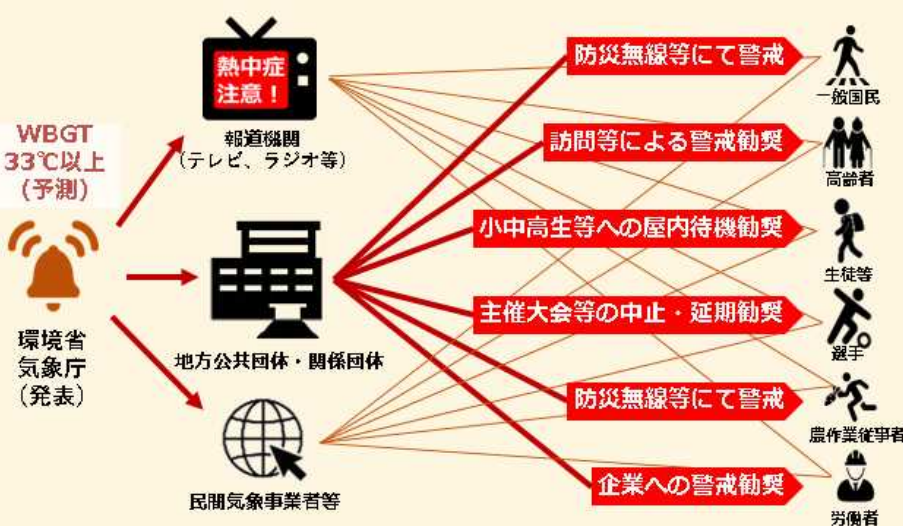 熱中症
注意！
報道機関
（テレビ、ラジオ等）
WBGT
33℃以上
(予測)
環境省
気象庁
（発表）
地方公共団体・関係団体
民間気象事業者等
防災無線等にて警戒
訪問等による警戒勧奨
小中高生等への屋内待機勧奨
主催大会等の中止・延期勧奨
防災無線等にて警戒
企業への警戒勧奨
一般国民
高齢者
生徒等
選手
農作業従事者
労働者